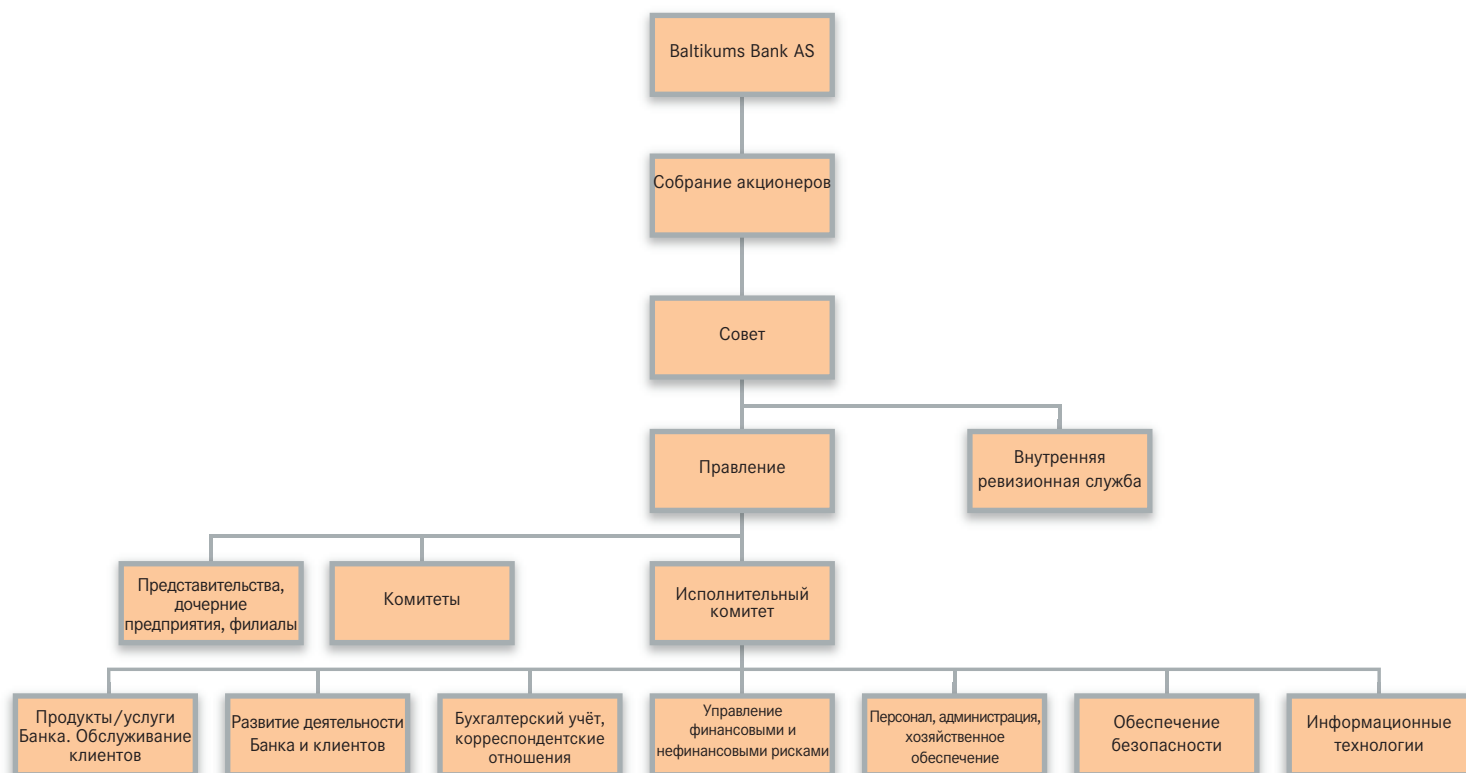 Baltikums Bank AS
Собрание акционеров
Совет
Правление
Внутренняя
ревизионная служба
Представительства,
дочерние
предприятия, филиалы
Комитеты
Исполнительный
комитет
Продукты/услуги
Банка. Обслуживание
клиентов
Развитие деятельности
Банка и клиентов
Бухгалтерский учёт,
корреспондентские
отношения
Управление
финансовыми и
нефинансовыми рисками
Персонал, администрация,
хозяйственное
обеспечение
Обеспечение
безопасности
Информационные
технологии